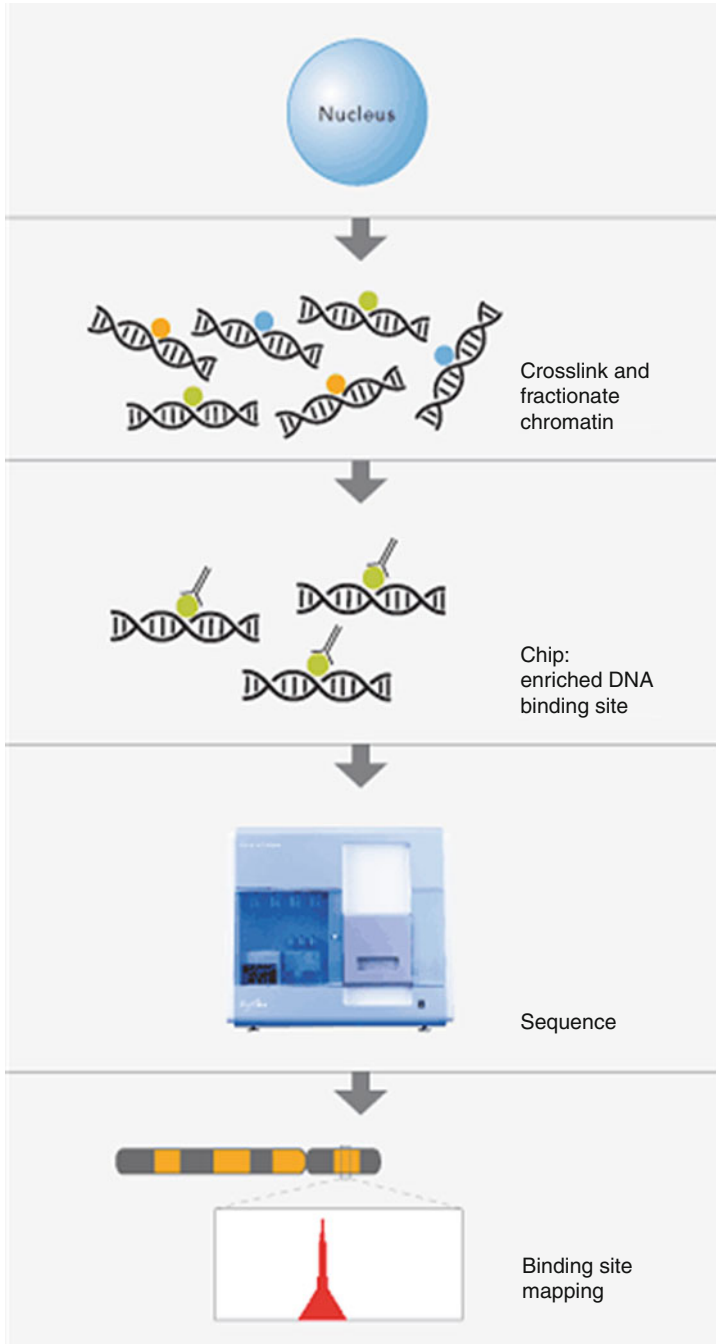 Nucleus
Crosslink and
fractionate
chromatin
Chip:
enriched DNA
binding site
Sequence
Binding site
mapping